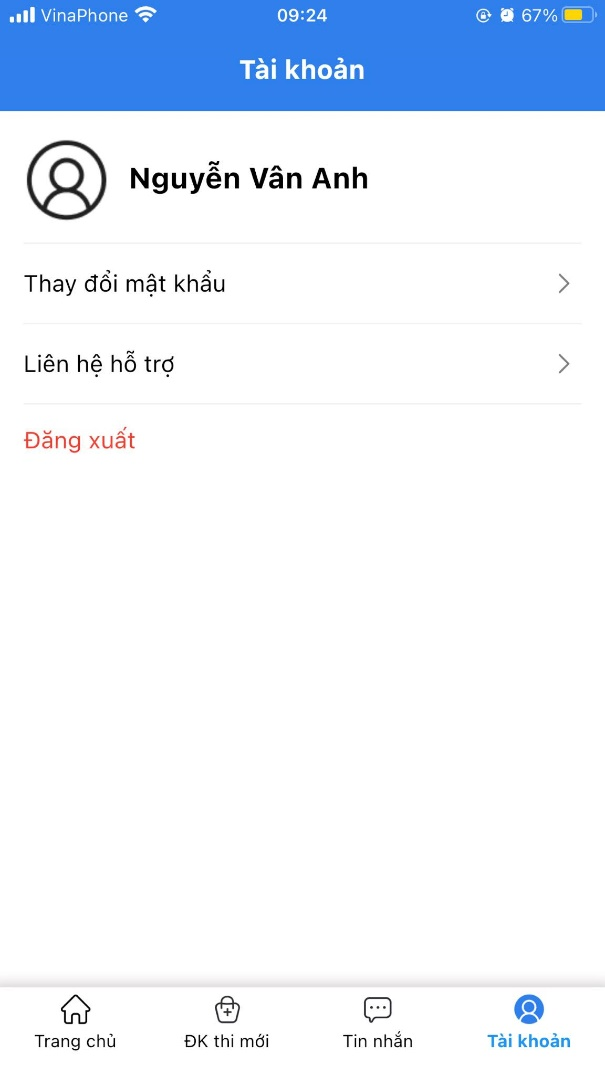 VinaPhone 09:24 67%
Tài khoản
Nguyễn Vân Anh
Thay đổi mật khẩu
Liên hệ hỗ trợ
Đăng xuất
Trang chủ ĐK thi mới Tin nhắn Tài khoản